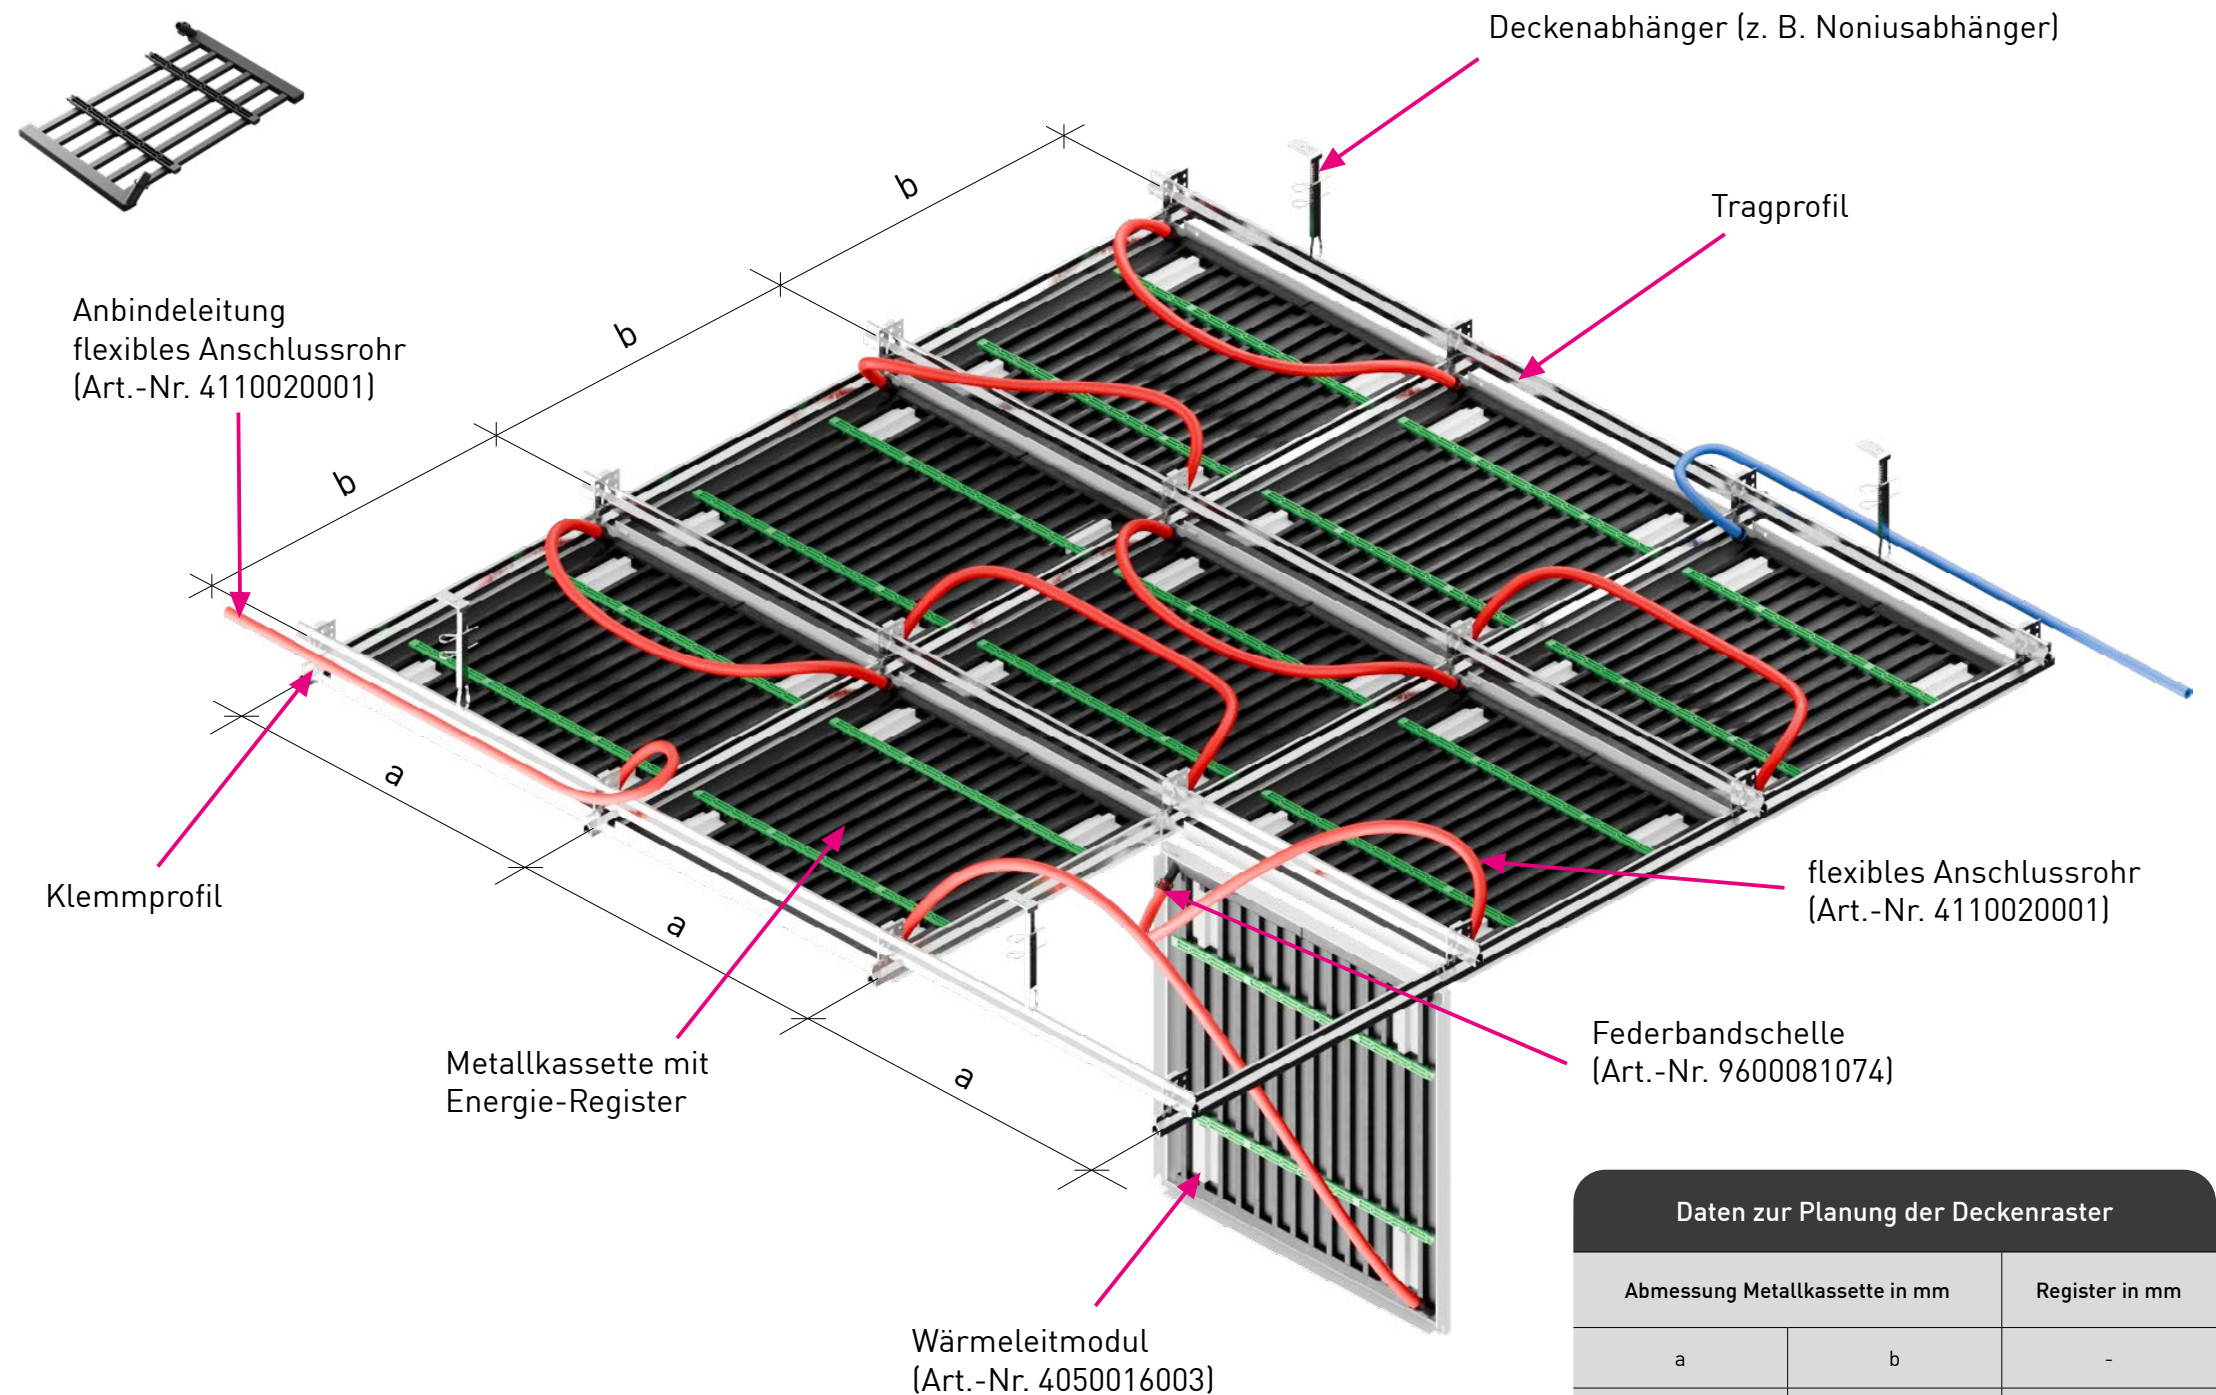 Deckenabhänger (z. B. Noniusabhänger)
Tragprofil
b
b
b
Anbindeleitung
flexibles Anschlussrohr
(Art.-Nr. 4110020001)
a
a
a
Klemmprofil
Metallkassette mit
Energie-Register
flexibles Anschlussrohr
(Art.-Nr. 4110020001)
Federbandschelle
(Art.-Nr. 9600081074)
Wärmeleitmodul
(Art.-Nr. 4050016003)
Daten zur Planung der Deckenraster
Abmessung Metallkassette in mm
Register in mm
a
b
-